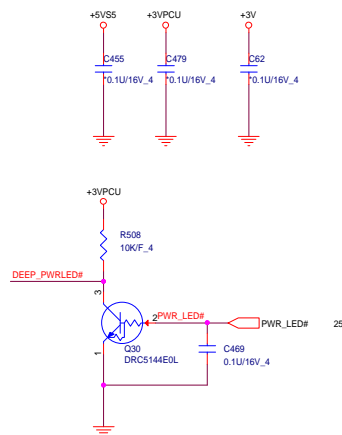 +5VS5 +3VPCU +3V
C455 C479 C62
*0.1U/16V_4 *0.1U/16V_4 *0.1U/16V_4
+3VPCU
R508
10K/F_4
DEEP_PWRLED#
3
2 PWR_LED# PWR_LED# 25
1
Q30 C469
DRC5144E0L 0.1U/16V_4